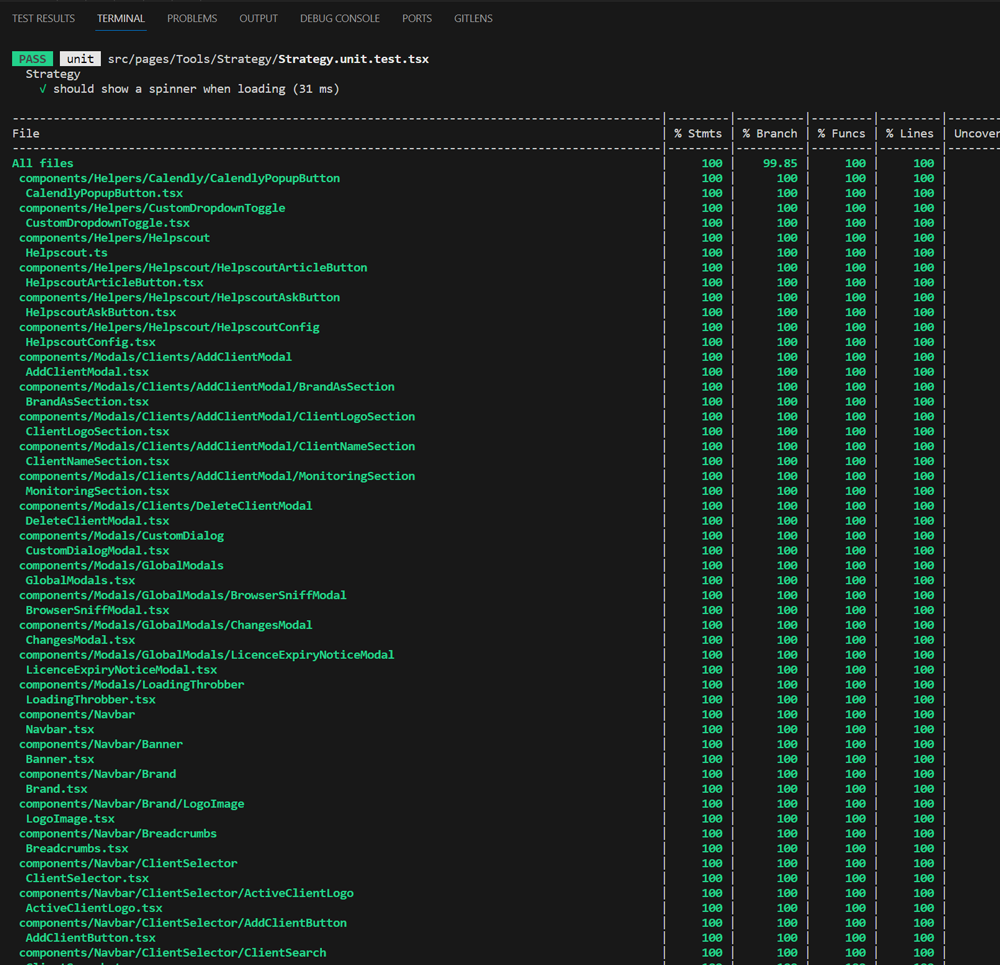 TEST RESULTS TERMINAL PROBLEMS OUTPUT DEBUG CONSOLE PORTS GITLENS
PASS unit src/pages/Tools/Strategy/Strategy.unit.test.tsx
Strategy
√ should show a spinner when loading (31 ms)
File | % Stmts | % Branch | % Funcs | % Lines | Uncover
All files | 100 | 99.85 | 100 | 100 |
components/Helpers/Calendly/CalendlyPopupButton | 100 | 100 | 100 | 100 |
CalendlyPopupButton.tsx | 100 | 100 | 100 | 100 |
components/Helpers/CustomDropdownToggle | 100 | 100 | 100 | 100 |
CustomDropdownToggle.tsx | 100 | 100 | 100 | 100 |
components/Helpers/Helpscout | 100 | 100 | 100 | 100 |
Helpscout.ts | 100 | 100 | 100 | 100 |
components/Helpers/Helpscout/HelpscoutArticleButton | 100 | 100 | 100 | 100 |
HelpscoutArticleButton.tsx | 100 | 100 | 100 | 100 |
components/Helpers/Helpscout/HelpscoutAskButton | 100 | 100 | 100 | 100 |
HelpscoutAskButton.tsx | 100 | 100 | 100 | 100 |
components/Helpers/Helpscout/HelpscoutConfig | 100 | 100 | 100 | 100 |
HelpscoutConfig.tsx | 100 | 100 | 100 | 100 |
components/Modals/Clients/AddClientModal | 100 | 100 | 100 | 100 |
AddClientModal.tsx | 100 | 100 | 100 | 100 |
components/Modals/Clients/AddClientModal/BrandAsSection | 100 | 100 | 100 | 100 |
BrandAsSection.tsx | 100 | 100 | 100 | 100 |
components/Modals/Clients/AddClientModal/ClientLogoSection | 100 | 100 | 100 | 100 |
ClientLogoSection.tsx | 100 | 100 | 100 | 100 |
components/Modals/Clients/AddClientModal/ClientNameSection | 100 | 100 | 100 | 100 |
ClientNameSection.tsx | 100 | 100 | 100 | 100 |
components/Modals/Clients/AddClientModal/MonitoringSection | 100 | 100 | 100 | 100 |
MonitoringSection.tsx | 100 | 100 | 100 | 100 |
components/Modals/Clients/DeleteClientModal | 100 | 100 | 100 | 100 |
DeleteClientModal.tsx | 100 | 100 | 100 | 100 |
components/Modals/CustomDialog | 100 | 100 | 100 | 100 |
CustomDialogModal.tsx | 100 | 100 | 100 | 100 |
components/Modals/GlobalModals | 100 | 100 | 100 | 100 |
GlobalModals.tsx | 100 | 100 | 100 | 100 |
components/Modals/GlobalModals/BrowserSniffModal | 100 | 100 | 100 | 100 |
BrowserSniffModal.tsx | 100 | 100 | 100 | 100 |
components/Modals/GlobalModals/ChangesModal | 100 | 100 | 100 | 100 |
ChangesModal.tsx | 100 | 100 | 100 | 100 |
components/Modals/GlobalModals/LicenceExpiryNoticeModal | 100 | 100 | 100 | 100 |
LicenceExpiryNoticeModal.tsx | 100 | 100 | 100 | 100 |
components/Modals/LoadingThrobber | 100 | 100 | 100 | 100 |
LoadingThrobber.tsx | 100 | 100 | 100 | 100 |
components/Navbar | 100 | 100 | 100 | 100 |
Navbar.tsx | 100 | 100 | 100 | 100 |
components/Navbar/Banner | 100 | 100 | 100 | 100 |
Banner.tsx | 100 | 100 | 100 | 100 |
components/Navbar/Brand | 100 | 100 | 100 | 100 |
Brand.tsx | 100 | 100 | 100 | 100 |
components/Navbar/Brand/LogoImage | 100 | 100 | 100 | 100 |
LogoImage.tsx | 100 | 100 | 100 | 100 |
components/Navbar/Breadcrumbs | 100 | 100 | 100 | 100 |
Breadcrumbs.tsx | 100 | 100 | 100 | 100 |
components/Navbar/ClientSelector | 100 | 100 | 100 | 100 |
ClientSelector.tsx | 100 | 100 | 100 | 100 |
components/Navbar/ClientSelector/ActiveClientLogo | 100 | 100 | 100 | 100 |
ActiveClientLogo.tsx | 100 | 100 | 100 | 100 |
components/Navbar/ClientSelector/AddClientButton | 100 | 100 | 100 | 100 |
AddClientButton.tsx | 100 | 100 | 100 | 100 |
components/Navbar/ClientSelector/ClientSearch | 100 | 100 | 100 | 100 |